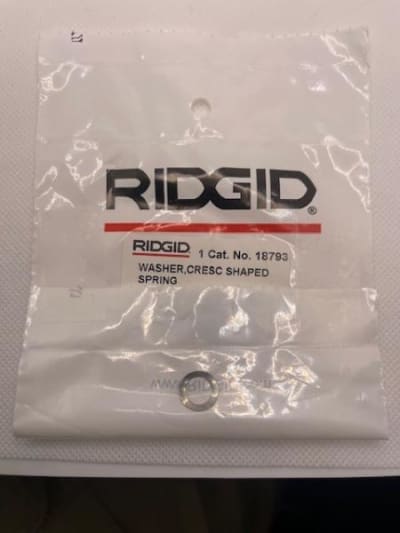 RIDGID®
RIDGID 1 Cat. No. 18793
WASHER,CRESC SHAPED
SPRING